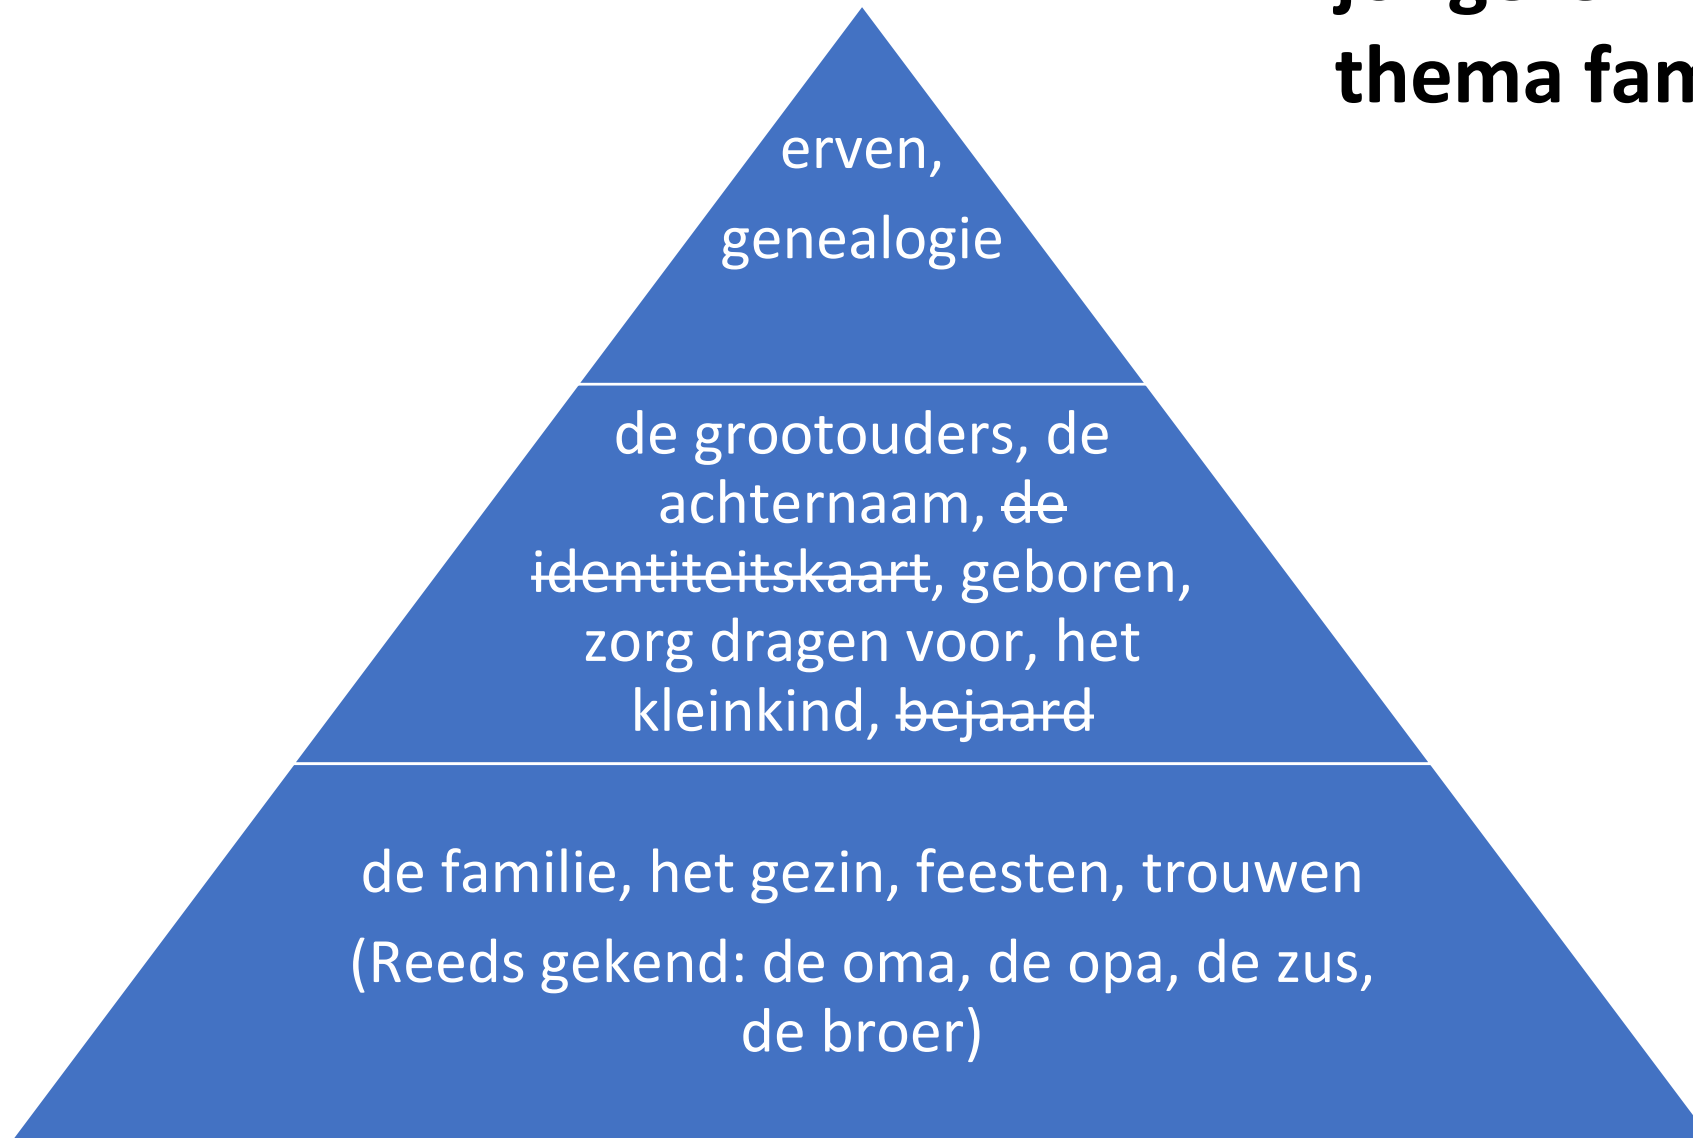 thema
erven,
genealogie
de grootouders, de
achternaam, de
identiteitskaart, geboren,
zorg dragen voor, het
kleinkind, bejaard
de familie, het gezin, feesten, trouwen
(Reeds gekend: de oma, de opa, de zus,
de broer)